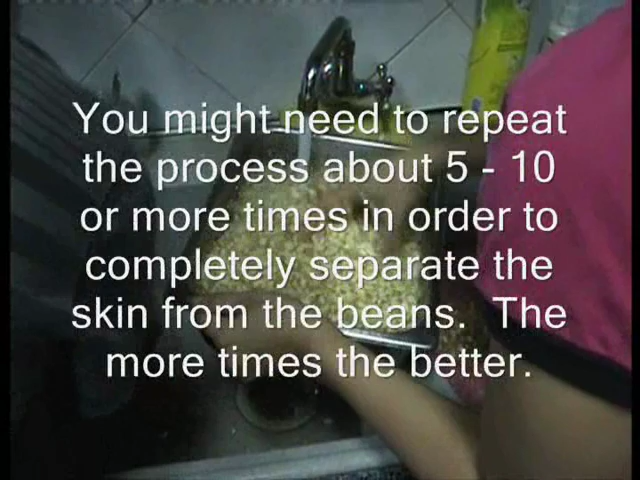 You might need to repeat
the process about 5 - 10
or more times in order to
completely separate the
skin from the beans.  The
more times the better.